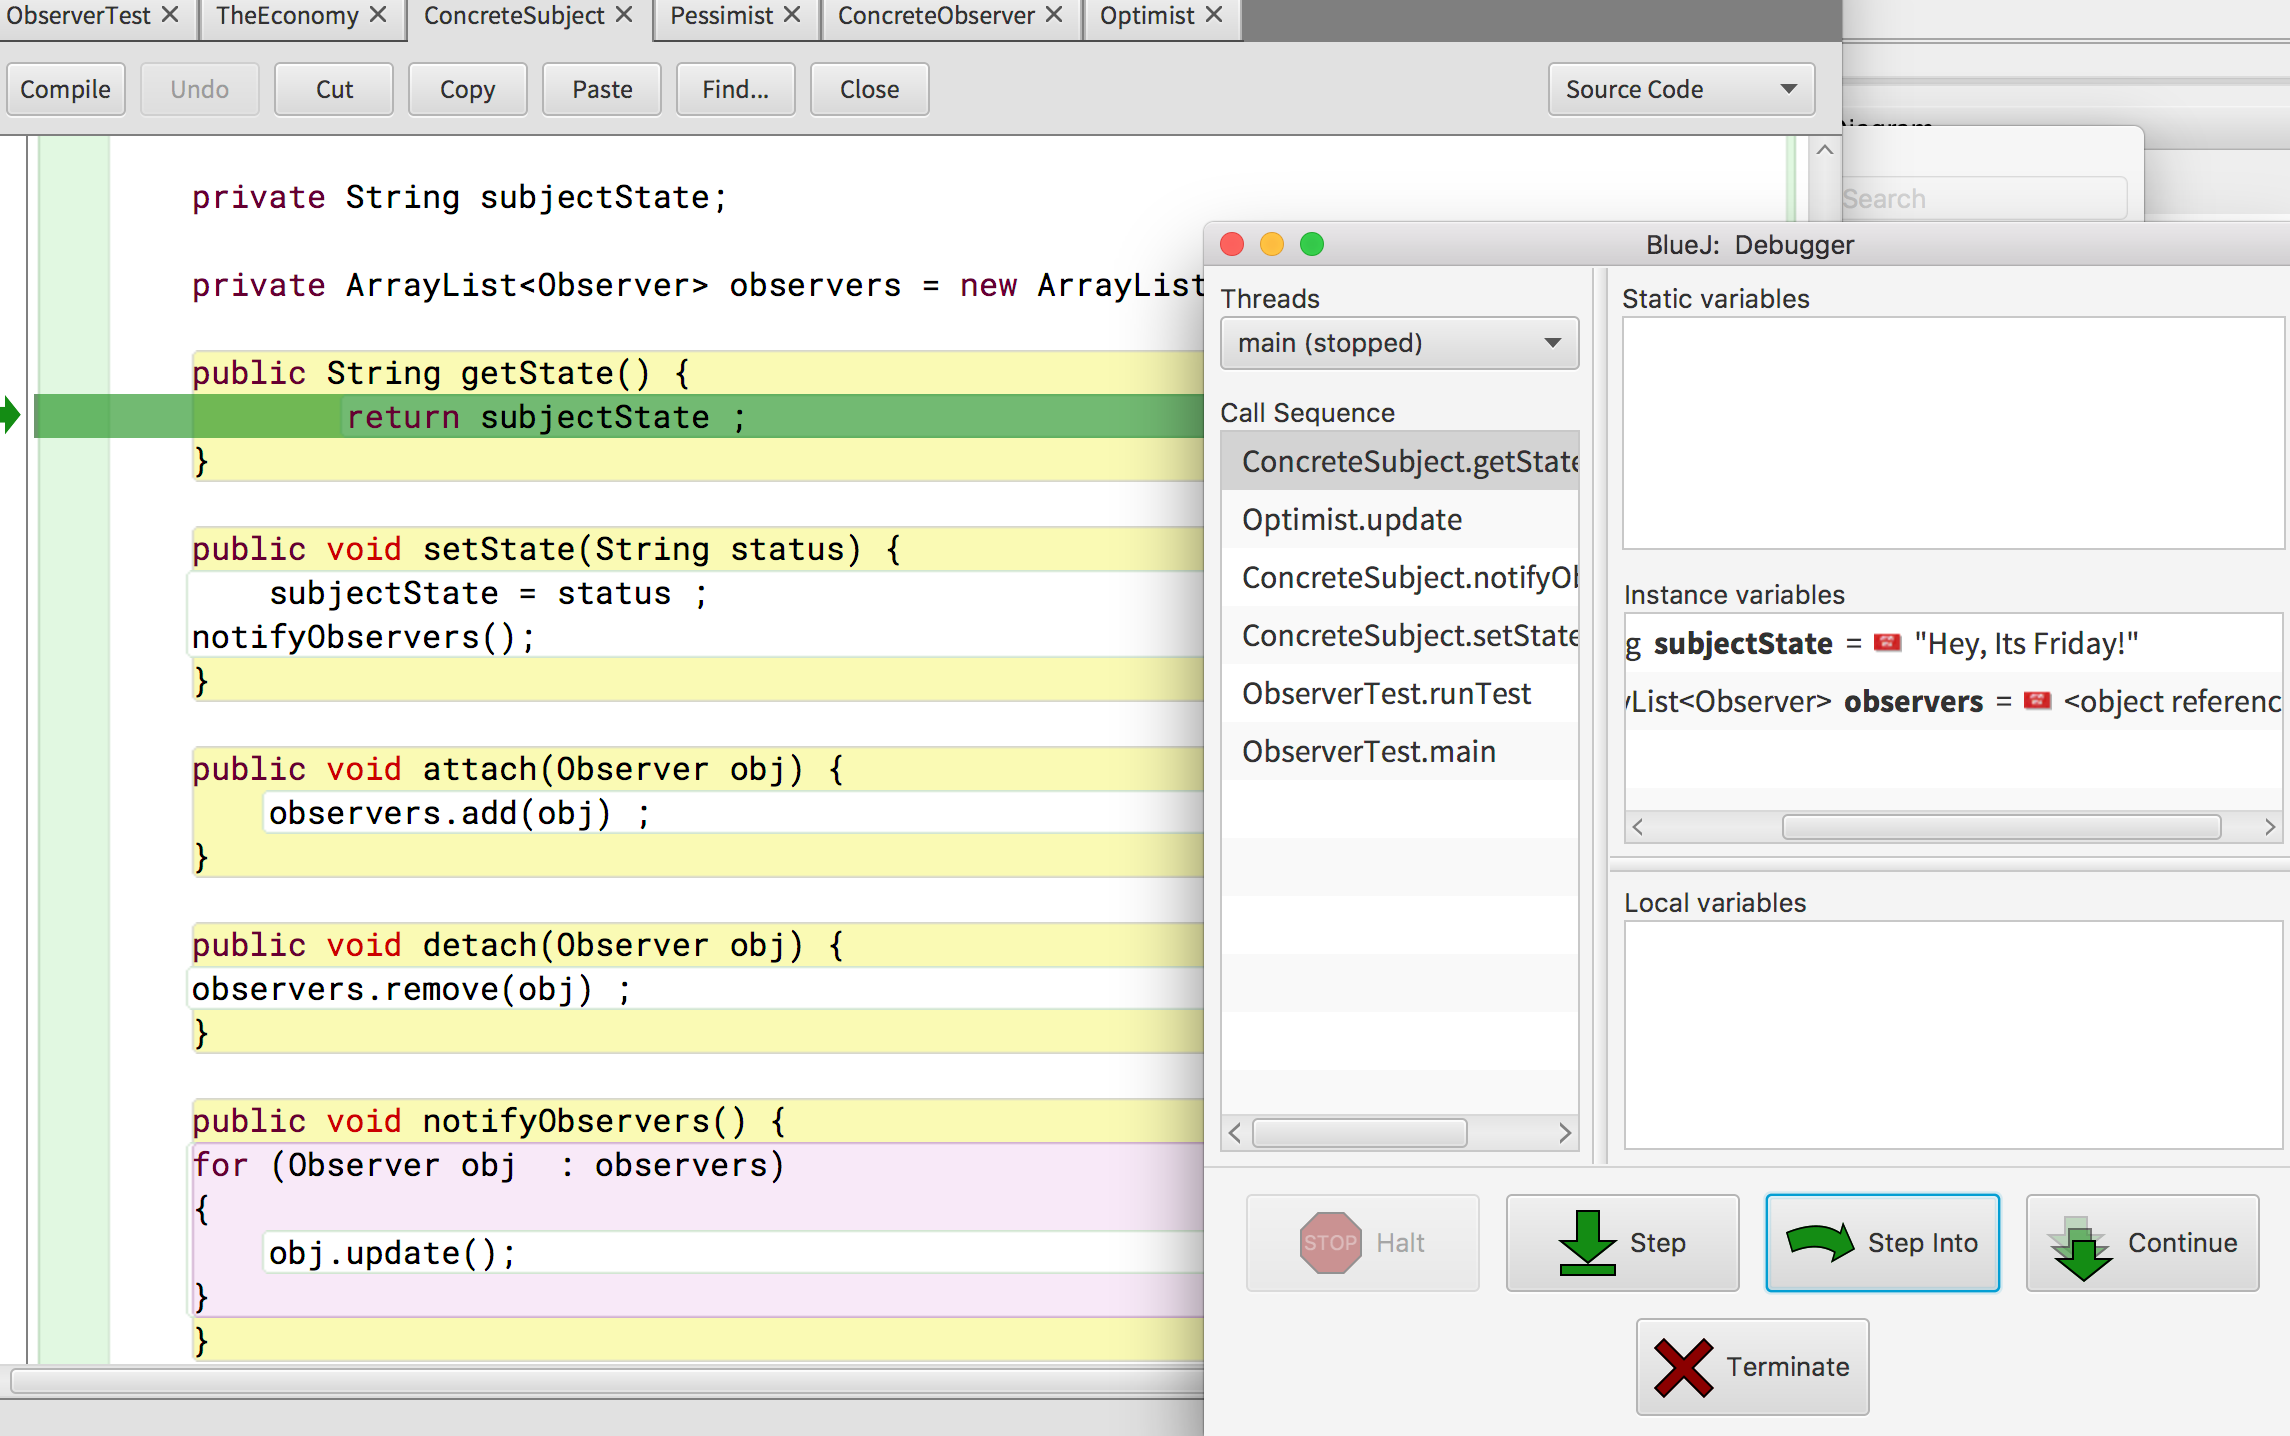 ObserverTest TheEconomy ConcreteSubject Pessimist ConcreteObserver Optimist
Compile Undo Cut Copy Paste Find... Close Source Code
private String subjectState;
private ArrayList<Observer> observers = new ArrayList
public String getState() {
return subjectState ;
}
public void setState(String status) {
subjectState = status ;
notifyObservers();
}
public void attach(Observer obj) {
observers.add(obj) ;
}
public void detach(Observer obj) {
observers.remove(obj) ;
}
public void notifyObservers() {
for (Observer obj  : observers)
{
obj.update();
}
}
Diagram
Search
BlueJ: Debugger
Threads
main (stopped)
Call Sequence
ConcreteSubject.getState
Optimist.update
ConcreteSubject.notifyOb
ConcreteSubject.setState
ObserverTest.runTest
ObserverTest.main
Static variables
Instance variables
g subjectState = "Hey, Its Friday!"
yList<Observer> observers = <object referenc
Local variables
STOP Halt Step Step Into Continue
Terminate